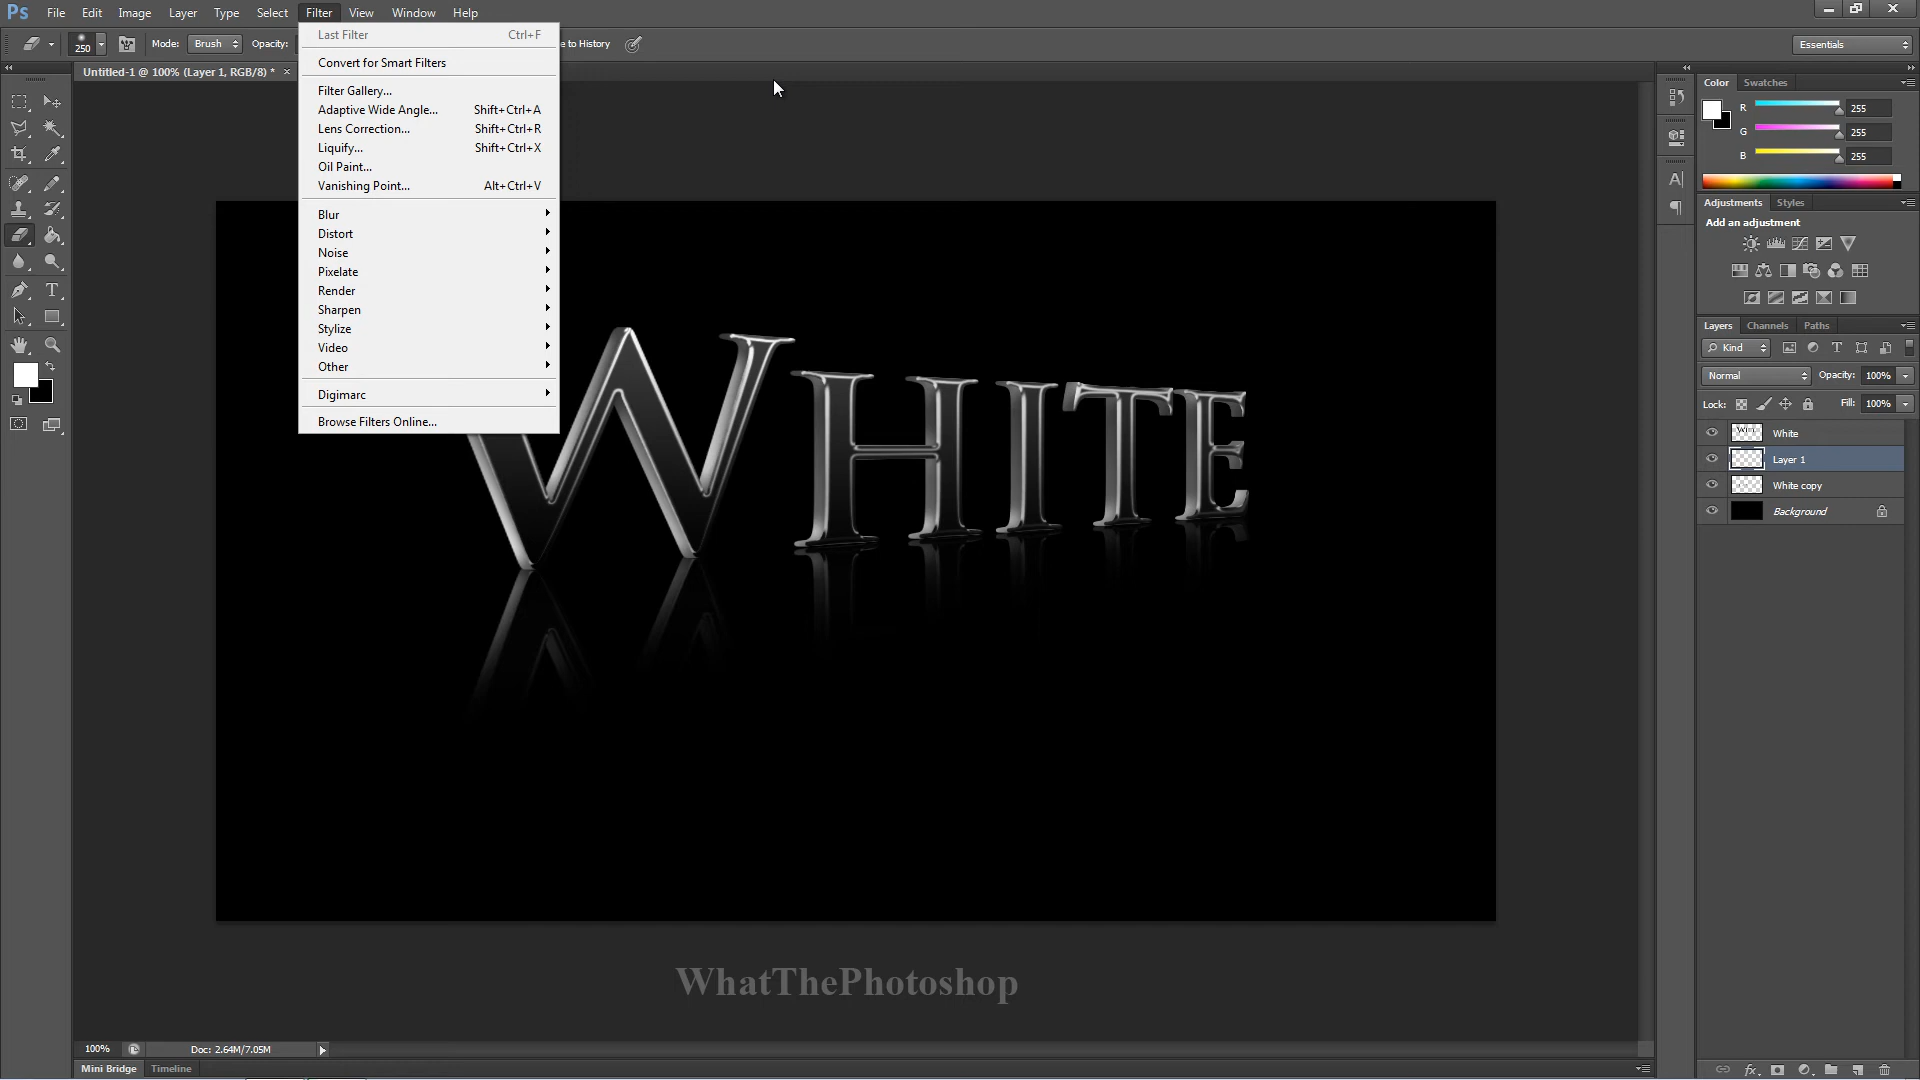 Ps File Edit Image Layer Type Select Filter View Window Help
250 Mode: Brush Opacity: e to History Essentials
Untitled-1 @ 100% (Layer 1, RGB/8) * ×
Last Filter Ctrl+F
Convert for Smart Filters
Filter Gallery...
Adaptive Wide Angle... Shift+Ctrl+A
Lens Correction... Shift+Ctrl+R
Liquify... Shift+Ctrl+X
Oil Paint...
Vanishing Point... Alt+Ctrl+V
Blur
Distort
Noise
Pixelate
Render
Sharpen
Stylize
Video
Other
Digimarc
Browse Filters Online...
WHITE
WhatThePhotoshop
Color Swatches
R 255
G 255
B 255
Adjustments Styles
Add an adjustment
Layers Channels Paths
Kind
Normal Opacity: 100%
Lock: Fill: 100%
White
Layer 1
White copy
Background
100% Doc: 2.64M/7.05M
Mini Bridge Timeline